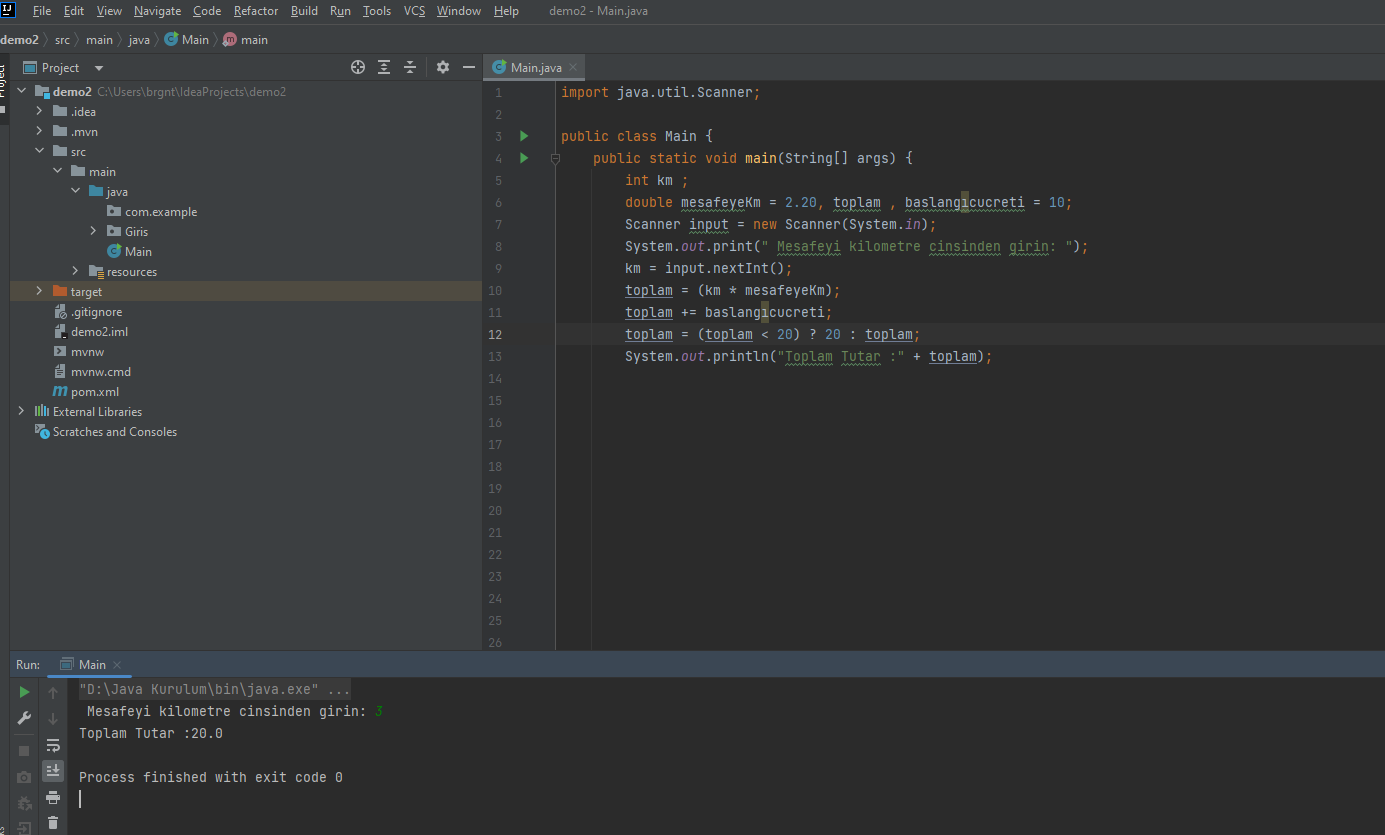 File Edit View Navigate Code Refactor Build Run Tools VCS Window Help demo2 - Main.java
demo2 src main java Main main
Project
Main.java
demo2 C:\Users\brgnt\IdeaProjects\demo2
.idea
.mvn
src
main
java
com.example
Giris
Main
resources
target
.gitignore
demo2.iml
mvnw
mvnw.cmd
pom.xml
External Libraries
Scratches and Consoles
1 import java.util.Scanner;
2
3 public class Main {
4 public static void main(String[] args) {
5 int km ;
6 double mesafeyeKm = 2.20, toplam , baslangıcucreti = 10;
7 Scanner input = new Scanner(System.in);
8 System.out.print(" Mesafeyi kilometre cinsinden girin: ");
9 km = input.nextInt();
10 toplam = (km * mesafeyeKm);
11 toplam += baslangıcucreti;
12 toplam = (toplam < 20) ? 20 : toplam;
13 System.out.println("Toplam Tutar :" + toplam);
14
15
16
17
18
19
20
21
22
23
24
25
26
Run: Main
"D:\Java Kurulum\bin\java.exe" ...
Mesafeyi kilometre cinsinden girin: 3
Toplam Tutar :20.0
Process finished with exit code 0